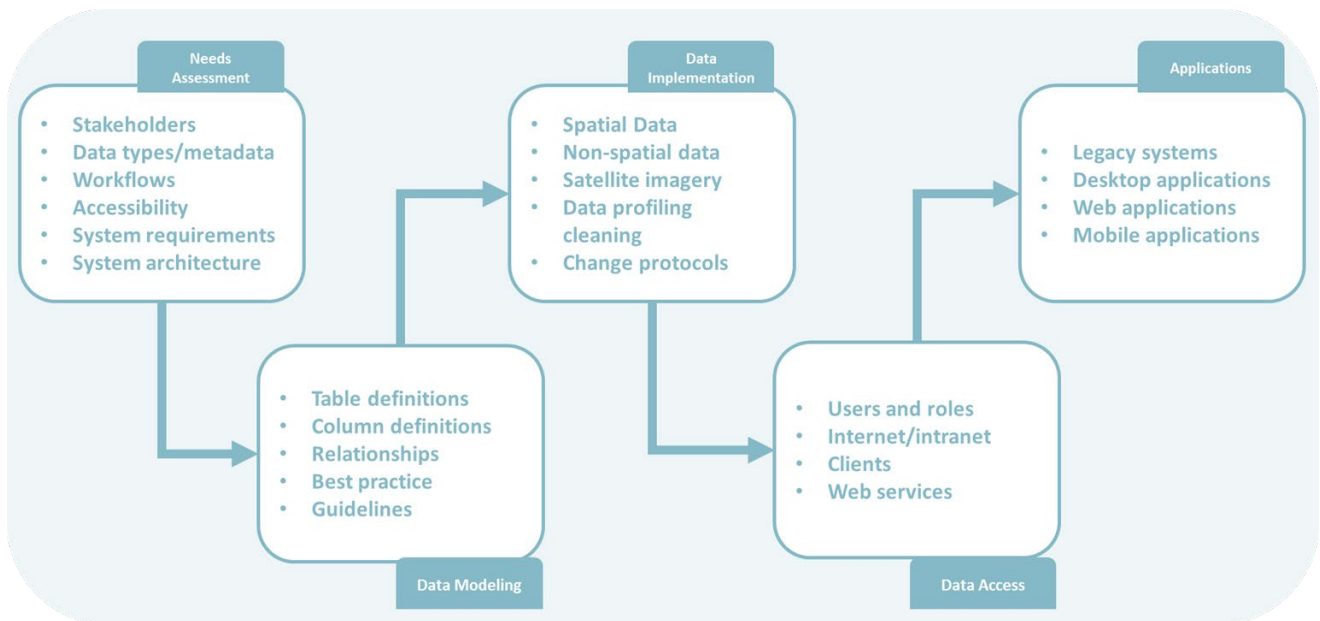 Needs
Assessment
• Stakeholders
• Data types/metadata
• Workflows
• Accessibility
• System requirements
• System architecture
• Table definitions
• Column definitions
• Relationships
• Best practice
• Guidelines
Data Modeling
Data
Implementation
• Spatial Data
• Non-spatial data
• Satellite imagery
• Data profiling
cleaning
• Change protocols
• Users and roles
• Internet/intranet
• Clients
• Web services
Data Access
Applications
• Legacy systems
• Desktop applications
• Web applications
• Mobile applications